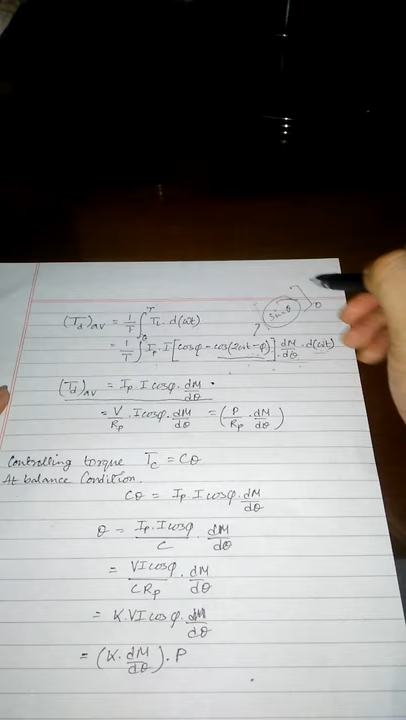 (Td)av = 1/T ∫₀ᵀ Ti · d(ωt)
sinθ
0
= 1/T ∫ Ip · I [cosφ - cos(2ωt - φ)] dM/dθ · d(ωt)
(Td)av = Ip · I cosφ · dM/dθ
= V/Rp · I cosφ · dM/dθ = (P/Rp · dM/dθ)
Controlling torque Tc = Cθ
At balance Condition.
Cθ = Ip · I cosφ · dM/dθ
θ = Ip · I cosφ/C · dM/dθ
= VI cosφ/CRp · dM/dθ
= K · VI cosφ · dM/dθ
= (K · dM/dθ) · P